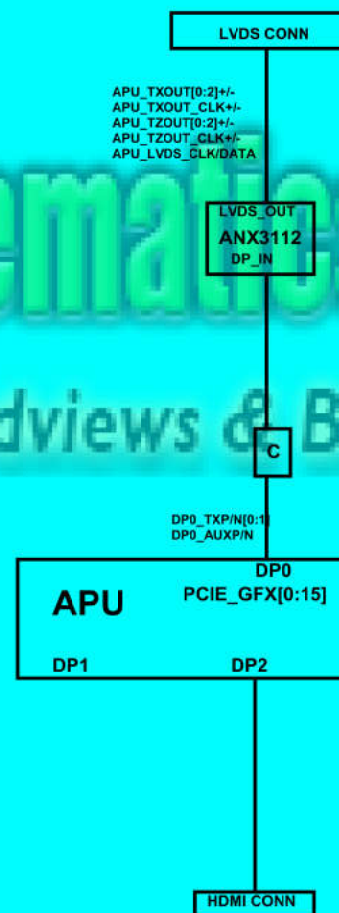 LVDS CONN
APU_TXOUT[0:2]+/-
APU_TXOUT_CLK+/-
APU_TZOUT[0:2]+/-
APU_TZOUT_CLK+/-
APU_LVDS_CLK/DATA
LVDS_OUT
ANX3112
DP_IN
C
DP0_TXP/N[0:1]
DP0_AUXP/N
DP0
APU
PCIE_GFX[0:15]
DP1
DP2
HDMI CONN